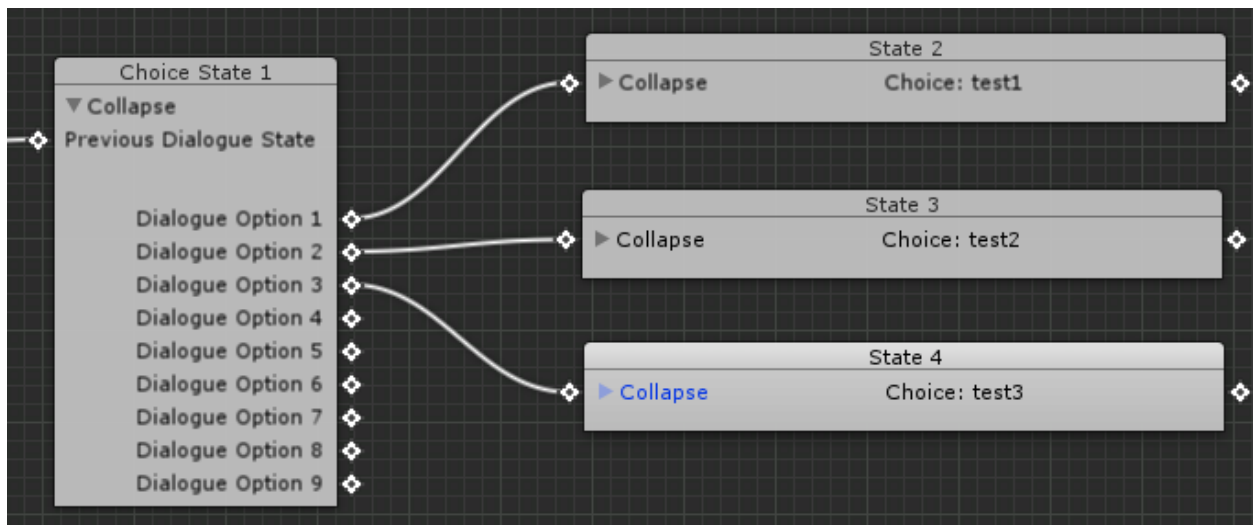 Choice State 1
Collapse
Previous Dialogue State
Dialogue Option 1
Dialogue Option 2
Dialogue Option 3
Dialogue Option 4
Dialogue Option 5
Dialogue Option 6
Dialogue Option 7
Dialogue Option 8
Dialogue Option 9
State 2
Collapse Choice: test1
State 3
Collapse Choice: test2
State 4
Collapse Choice: test3